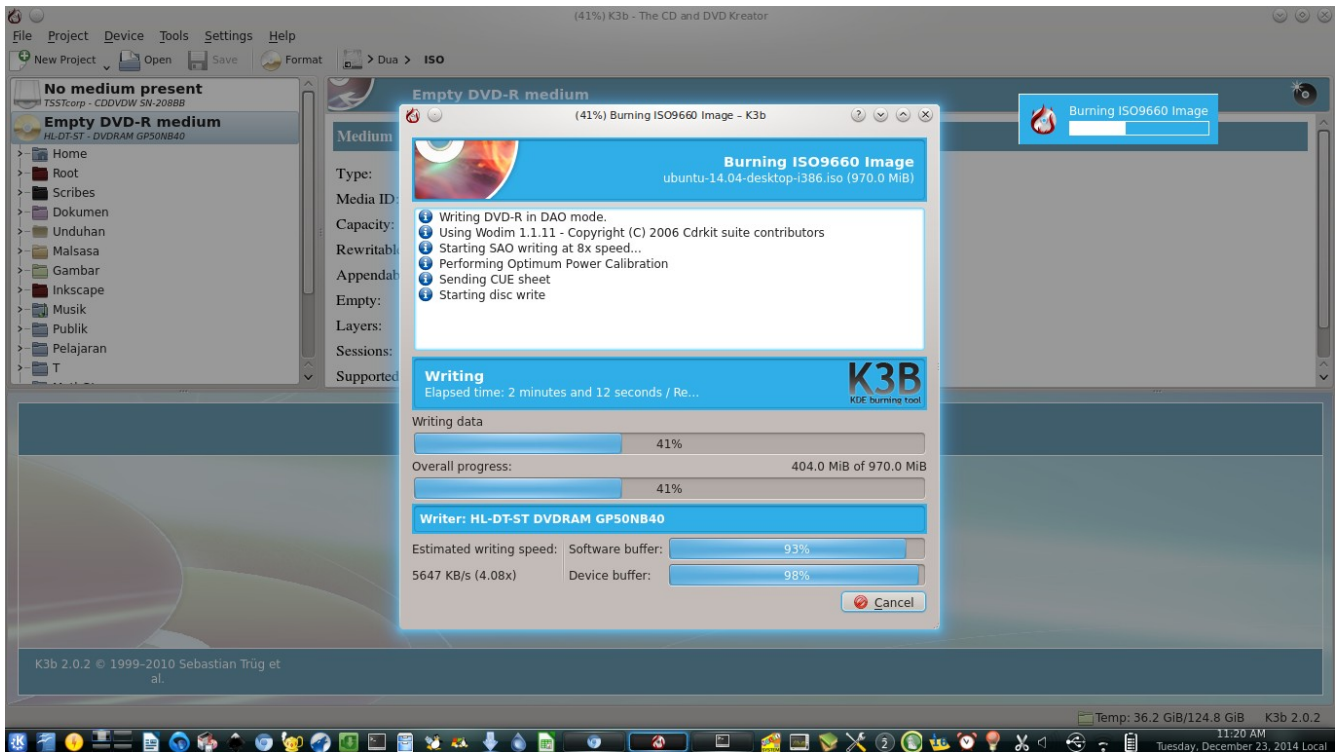 (41%) K3b - The CD and DVD Kreator
File Project Device Tools Settings Help
New Project Open Save Format > Dua > ISO
No medium present
TSSTcorp - CDDVDW SN-208BB
Empty DVD-R medium
HL-DT-ST - DVDRAM GP50NB40
Home
Root
Scribes
Dokumen
Unduhan
Malsasa
Gambar
Inkscape
Musik
Publik
Pelajaran
T
Empty DVD-R medium
Medium
Type:
Media ID:
Capacity:
Rewritabl
Appendab
Empty:
Layers:
Sessions:
Supported
(41%) Burning ISO9660 Image – K3b
Burning ISO9660 Image
ubuntu-14.04-desktop-i386.iso (970.0 MiB)
Writing DVD-R in DAO mode.
Using Wodim 1.1.11 - Copyright (C) 2006 Cdrkit suite contributors
Starting SAO writing at 8x speed...
Performing Optimum Power Calibration
Sending CUE sheet
Starting disc write
Writing
Elapsed time: 2 minutes and 12 seconds / Re...
K3B
KDE burning tool
Writing data
41%
Overall progress: 404.0 MiB of 970.0 MiB
41%
Writer: HL-DT-ST DVDRAM GP50NB40
Estimated writing speed: Software buffer: 93%
5647 KB/s (4.08x) Device buffer: 98%
Cancel
Burning ISO9660 Image
K3b 2.0.2 © 1999–2010 Sebastian Trüg et
al.
Temp: 36.2 GiB/124.8 GiB K3b 2.0.2
2
11:20 AM
Tuesday, December 23, 2014 Local